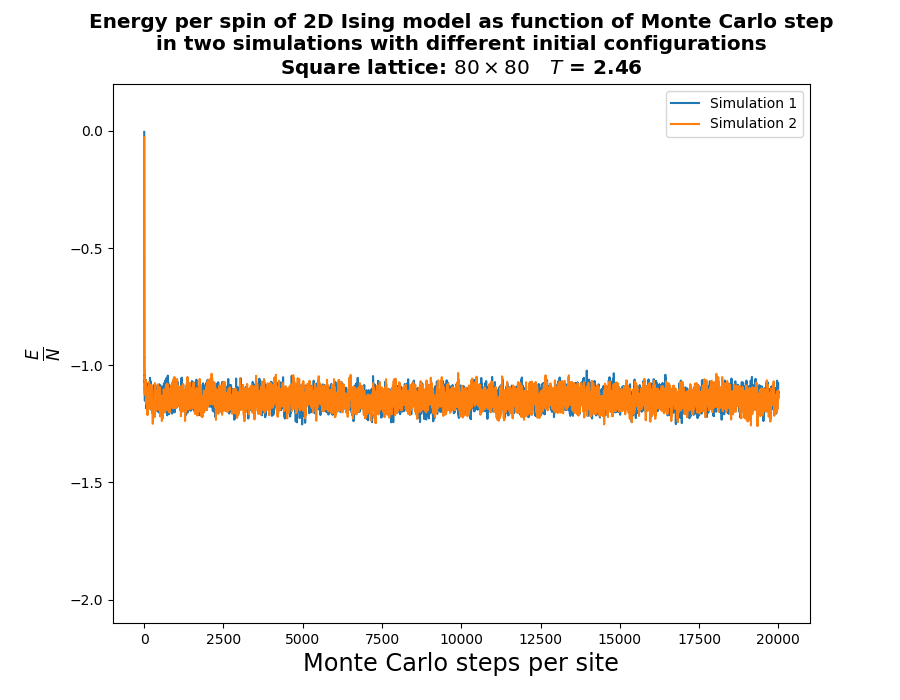 Energy per spin of 2D Ising model as function of Monte Carlo step
in two simulations with different initial configurations
Square lattice: 80 × 80 T = 2.46
Simulation 1
Simulation 2
0.0
−0.5
−1.0
−1.5
−2.0
E
N
0 2500 5000 7500 10000 12500 15000 17500 20000
Monte Carlo steps per site